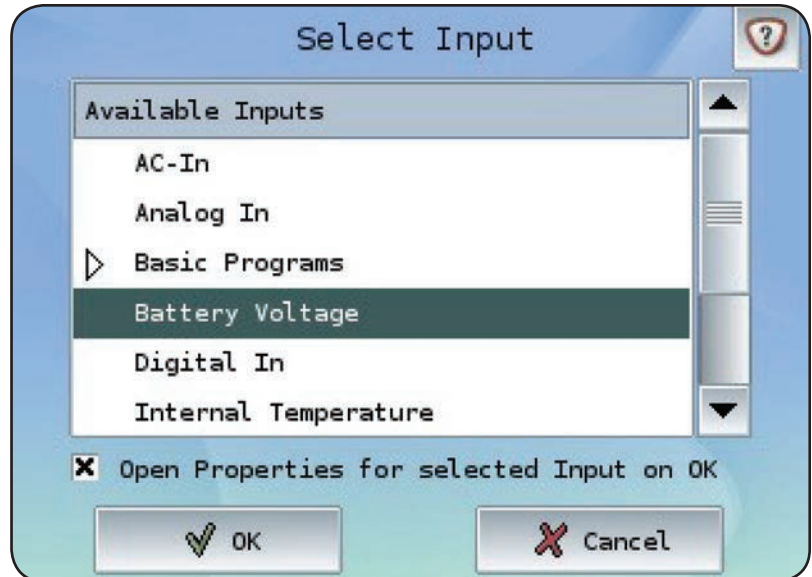 Select Input
?
Available Inputs
AC-In
Analog In
Basic Programs
Battery Voltage
Digital In
Internal Temperature
Open Properties for selected Input on OK
OK
Cancel